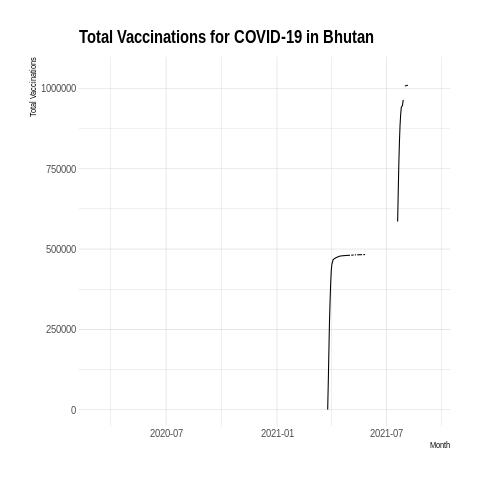 Total Vaccinations for COVID-19 in Bhutan
Total Vaccinations
1000000
750000
500000
250000
0
2020-07 2021-01 2021-07
Month